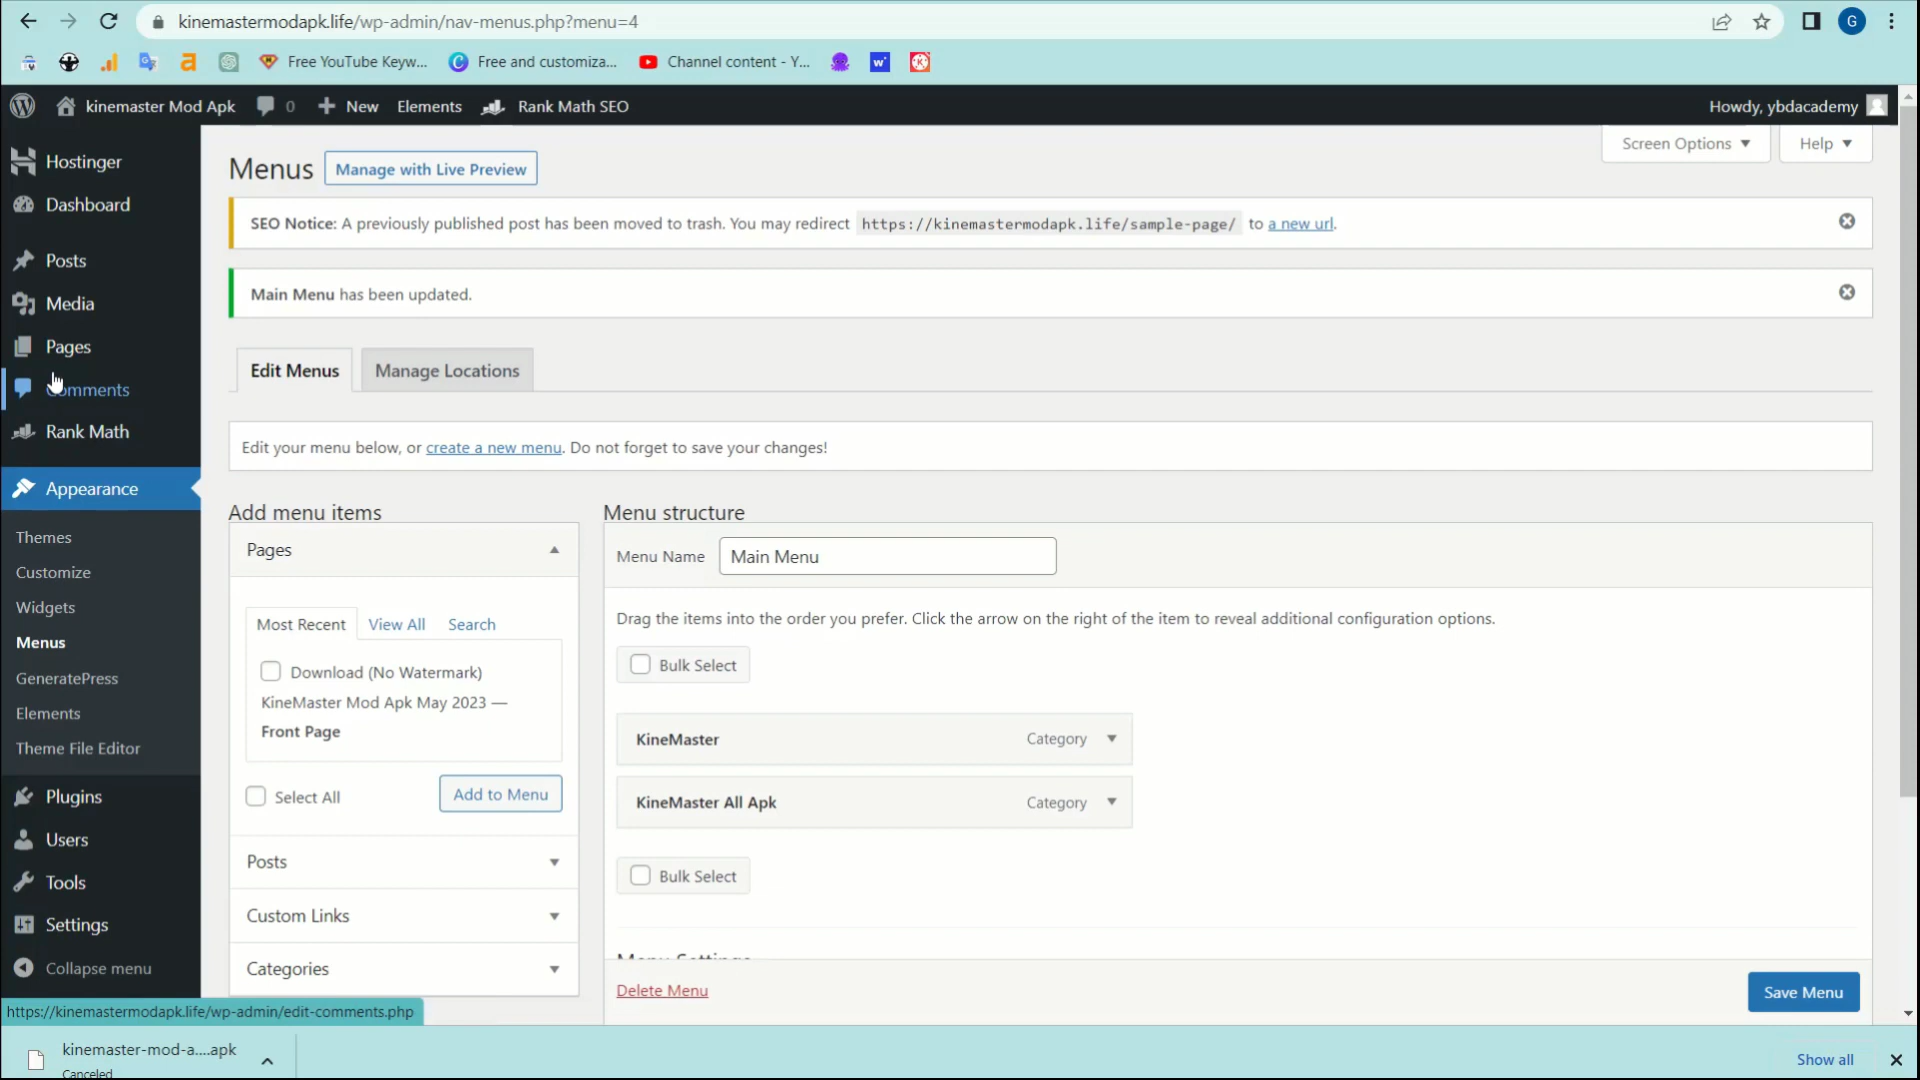 kinemastermodapk.life/wp-admin/nav-menus.php?menu=4
G
Free YouTube Keyw...
Free and customiza...
Channel content - Y...
kinemaster Mod Apk
0
New
Elements
Rank Math SEO
Howdy, ybdacademy
Hostinger
Dashboard
Posts
Media
Pages
Comments
Rank Math
Appearance
Themes
Customize
Widgets
Menus
GeneratePress
Elements
Theme File Editor
Plugins
Users
Tools
Settings
Collapse menu
Screen Options
Help
Menus
Manage with Live Preview
SEO Notice: A previously published post has been moved to trash. You may redirect https://kinemastermodapk.life/sample-page/ to a new url.
Main Menu has been updated.
Edit Menus
Manage Locations
Edit your menu below, or create a new menu. Do not forget to save your changes!
Add menu items
Pages
Most Recent
View All
Search
Download (No Watermark)
KineMaster Mod Apk May 2023 —
Front Page
Select All
Add to Menu
Posts
Custom Links
Categories
Menu structure
Menu Name
Main Menu
Drag the items into the order you prefer. Click the arrow on the right of the item to reveal additional configuration options.
Bulk Select
KineMaster
Category
KineMaster All Apk
Category
Bulk Select
Menu Settings
Delete Menu
Save Menu
https://kinemastermodapk.life/wp-admin/edit-comments.php
kinemaster-mod-a....apk
Canceled
Show all